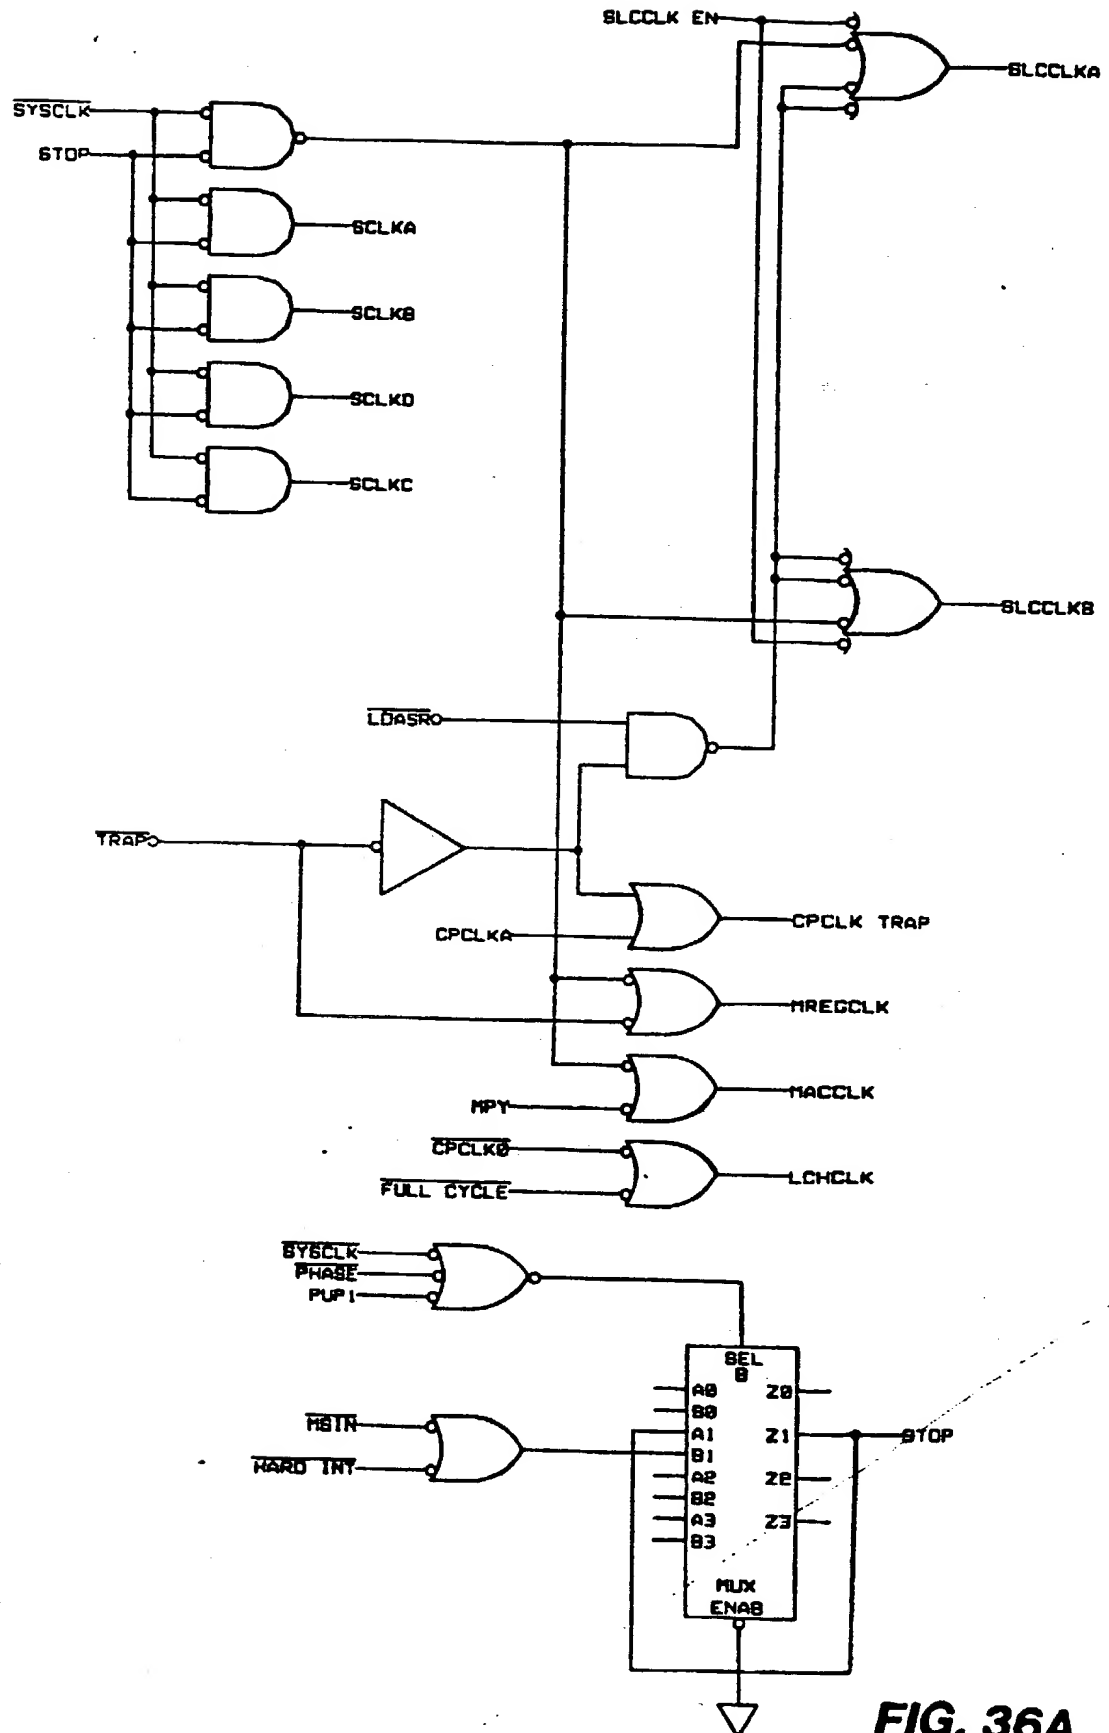 SLCCLK EN
SLCCLKA
SYSCLK
STOP
SCLKA
SCLKB
SCLKD
SCLKC
SLCCLKB
LDASR
TRAP
CPCLKA
CPCLK TRAP
MREGCLK
MPY
MACCLK
CPCLK0
FULL CYCLE
LCHCLK
SYSCLK
PHASE
PUP1
SEL
B
A0 Z0
B0
MSTN
A1 Z1 STOP
B1
HARD INT
A2 Z2
B2
A3 Z3
B3
MUX
ENAB
FIG. 36A